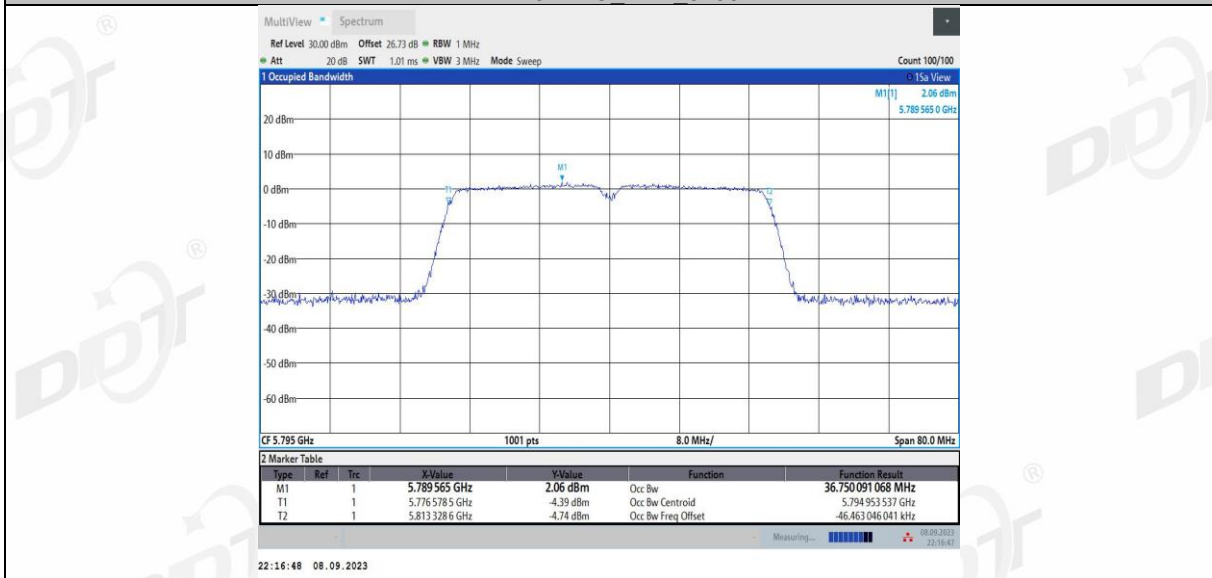 MultiView Spectrum
Ref Level 30.00 dBm Offset 26.73 dB RBW 1 MHz
Att 20 dB SWT 1.01 ms VBW 3 MHz Mode Sweep Count 100/100
1 Occupied Bandwidth 1Sa View
M1[1] 2.06 dBm
5.789 565 0 GHz
20 dBm
10 dBm
M1
0 dBm
T1 T2
-10 dBm
-20 dBm
-30 dBm
-40 dBm
-50 dBm
-60 dBm
CF 5.795 GHz 1001 pts 8.0 MHz/ Span 80.0 MHz
2 Marker Table
Type Ref Trc X-Value Y-Value Function Function Result
M1 1 5.789 565 GHz 2.06 dBm Occ Bw 36.750 091 068 MHz
T1 1 5.776 578 5 GHz -4.39 dBm Occ Bw Centroid 5.794 953 537 GHz
T2 1 5.813 328 6 GHz -4.74 dBm Occ Bw Freq Offset -46.463 046 041 kHz
Measuring... 08.09.2023
22:16:47
22:16:48 08.09.2023
DDT
DDT
DDT
DDT